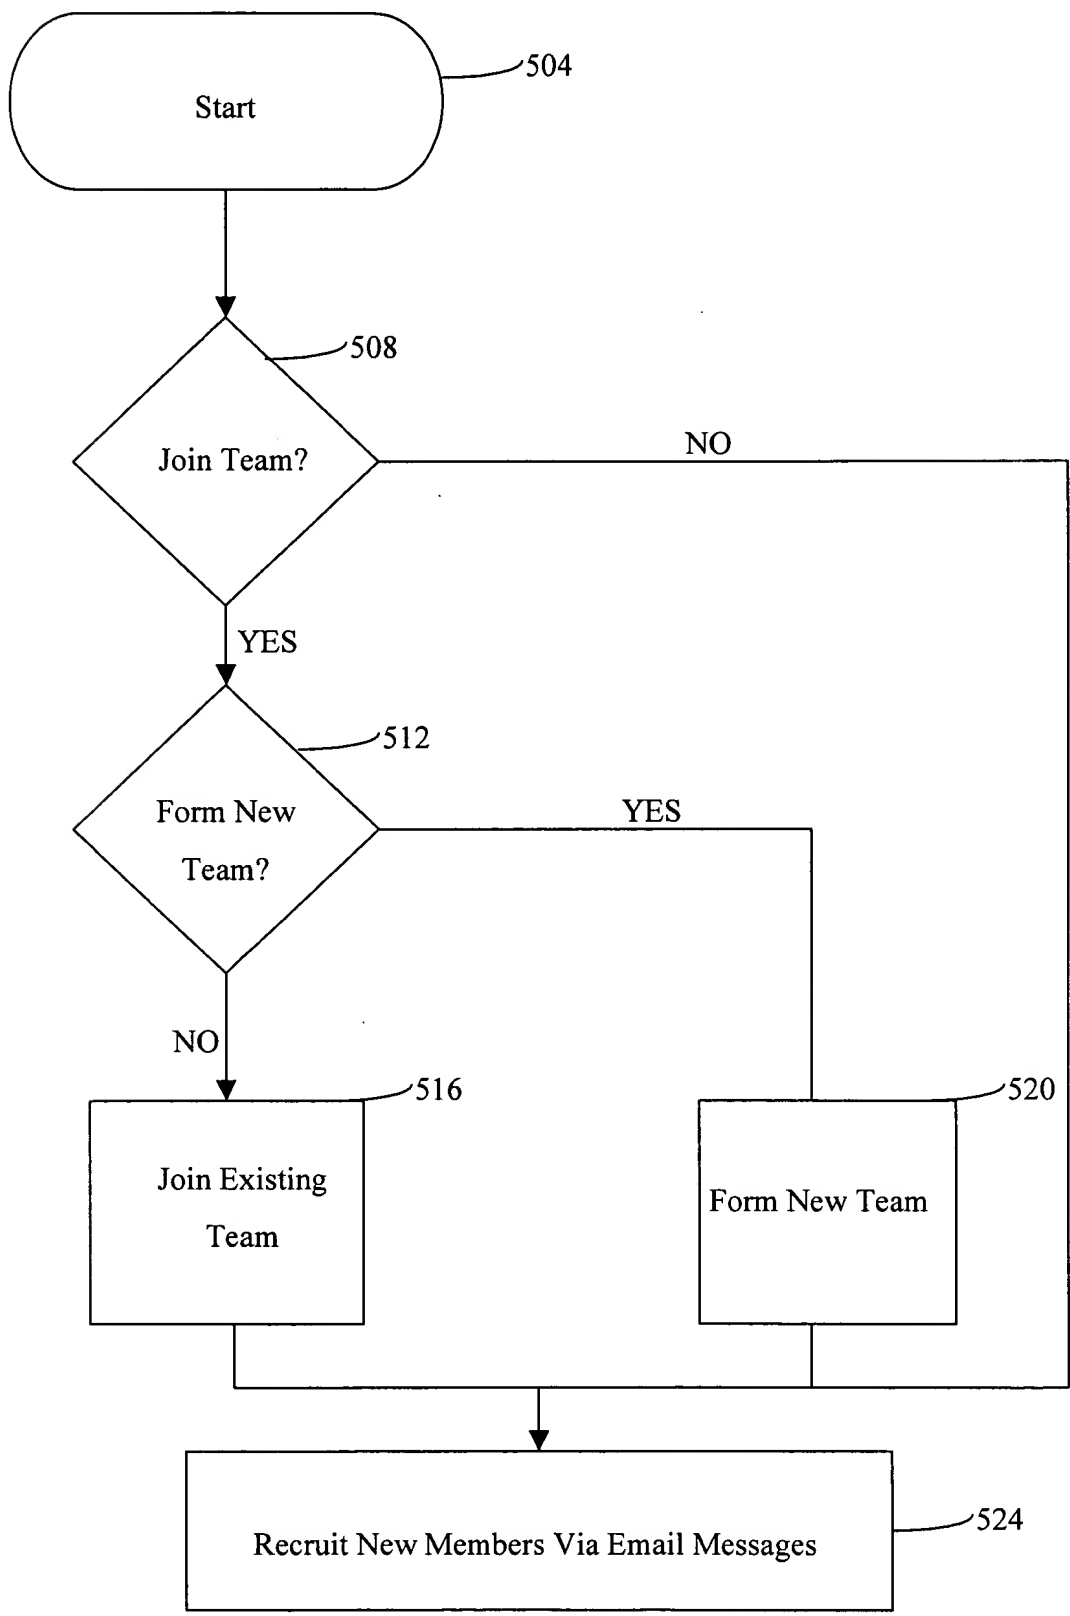 504
Start
508
Join Team?
NO
YES
512
Form New
Team?
YES
NO
516
520
Join Existing
Team
Form New Team
524
Recruit New Members Via Email Messages